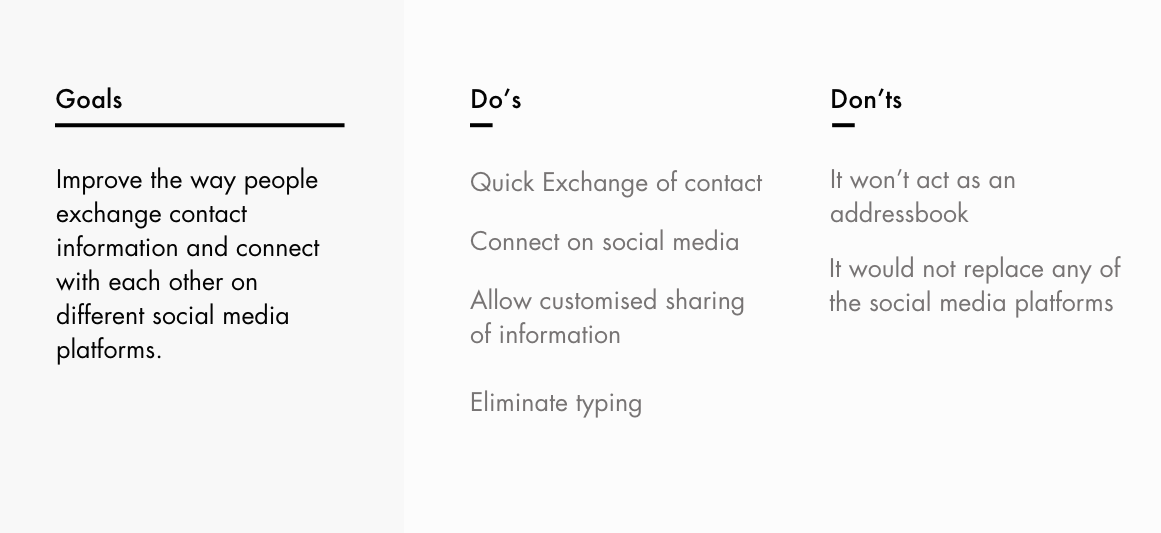 Goals
Improve the way people
exchange contact
information and connect
with each other on
different social media
platforms.
Do’s
Quick Exchange of contact
Connect on social media
Allow customised sharing
of information
Eliminate typing
Don’ts
It won’t act as an
addressbook
It would not replace any of
the social media platforms